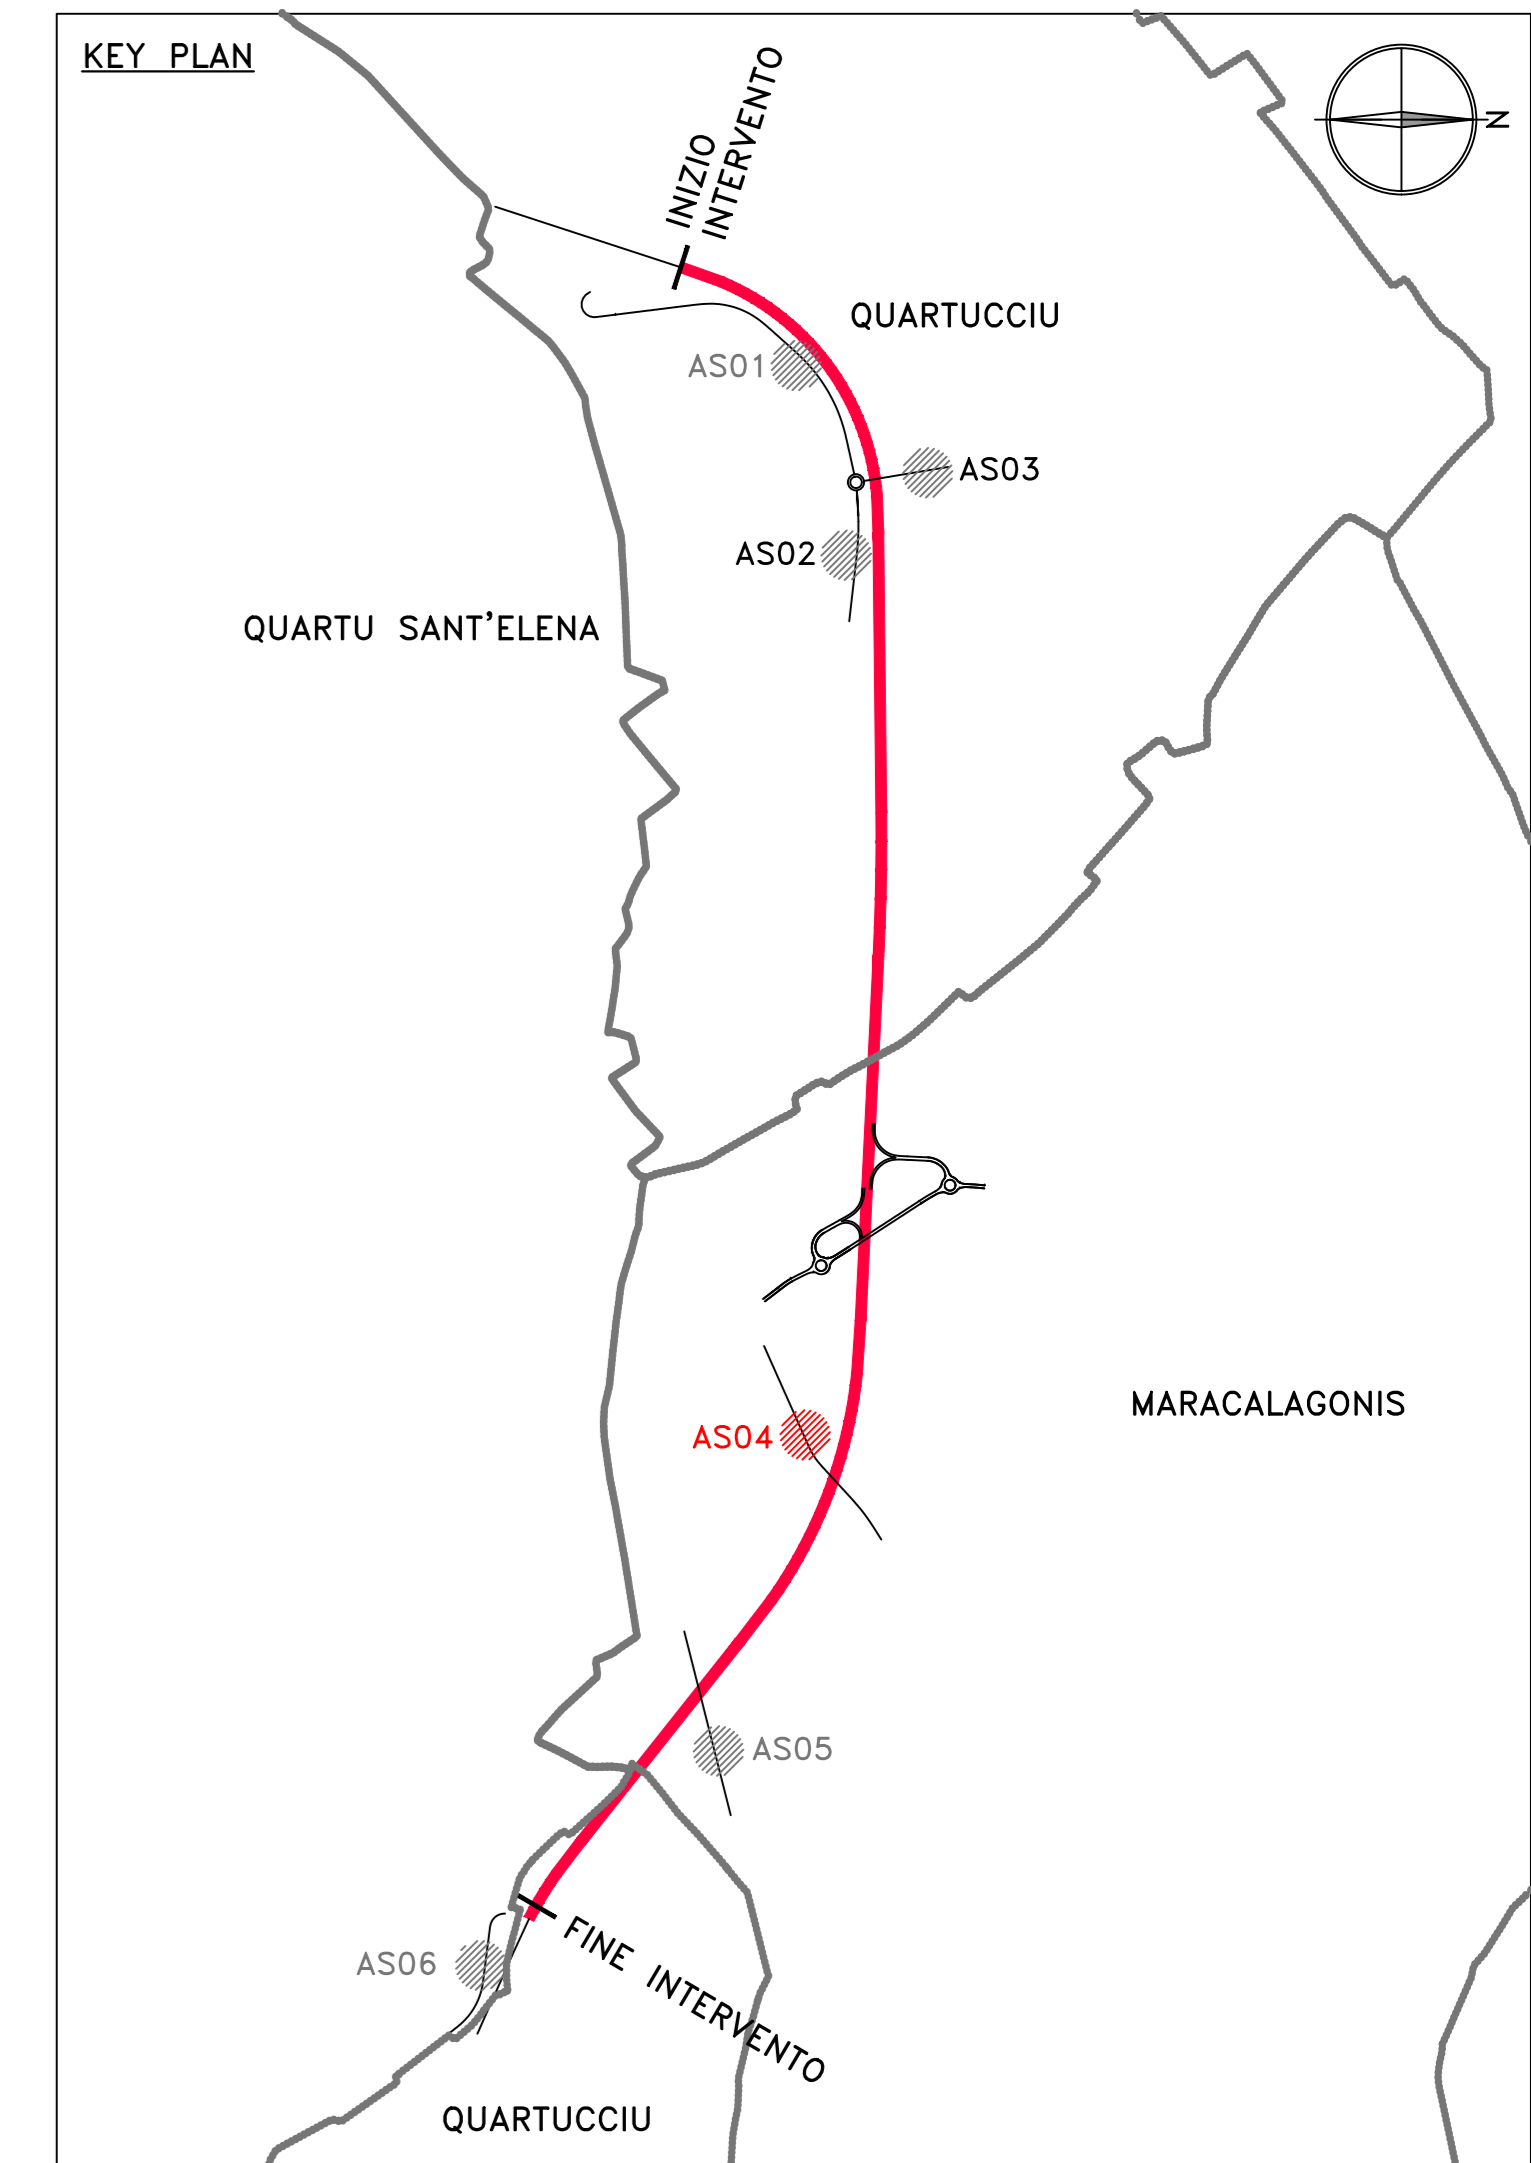 KEY PLAN
N
INIZIO
INTERVENTO
QUARTUCCIU
AS01
AS03
AS02
QUARTU SANT'ELENA
MARACALAGONIS
AS04
AS05
FINE INTERVENTO
AS06
QUARTUCCIU